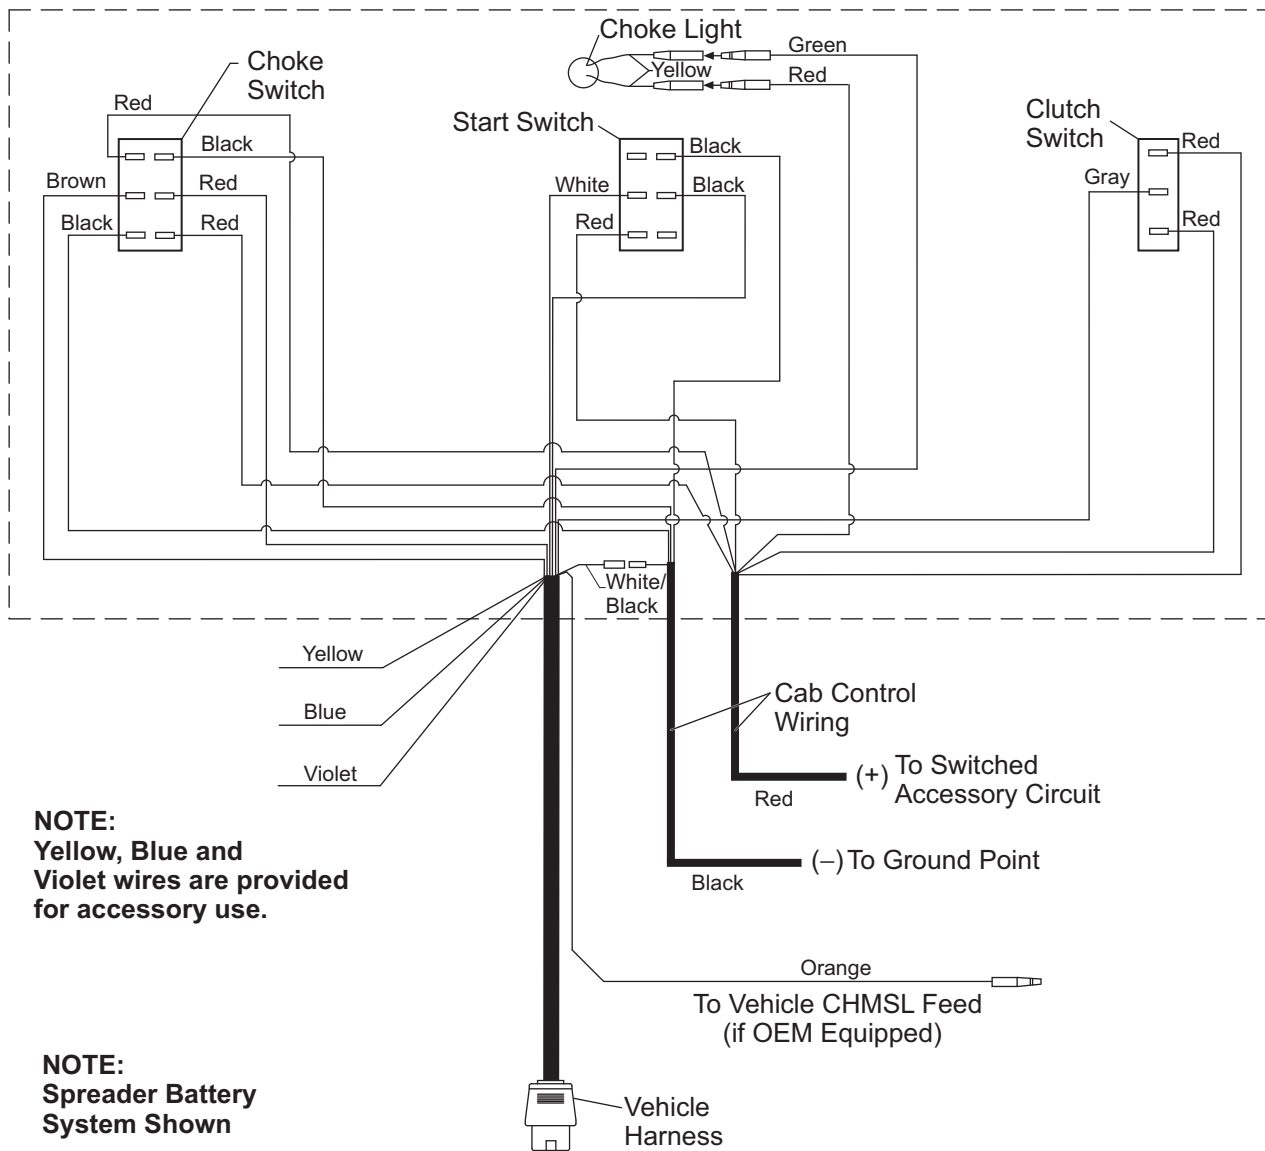 Choke Light
Green
Choke
Switch
Yellow
Red
Red
Clutch
Switch
Start Switch
Black
Black
Red
Brown
Red
White
Black
Gray
Black
Red
Red
Red
White/
Black
Yellow
Cab Control
Wiring
Blue
Violet
(+) To Switched
Accessory Circuit
Red
NOTE:
Yellow, Blue and
Violet wires are provided
for accessory use.
(–) To Ground Point
Black
Orange
To Vehicle CHMSL Feed
(if OEM Equipped)
NOTE:
Spreader Battery
System Shown
Vehicle
Harness